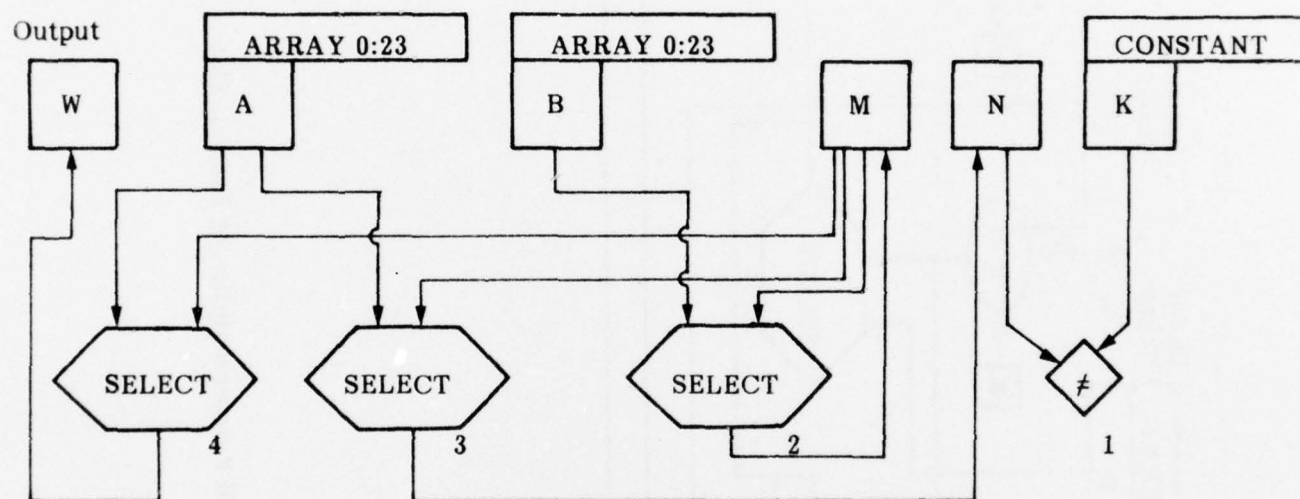 Output
ARRAY 0:23
ARRAY 0:23
CONSTANT
W
A
B
M
N
K
SELECT
SELECT
SELECT
≠
4
3
2
1